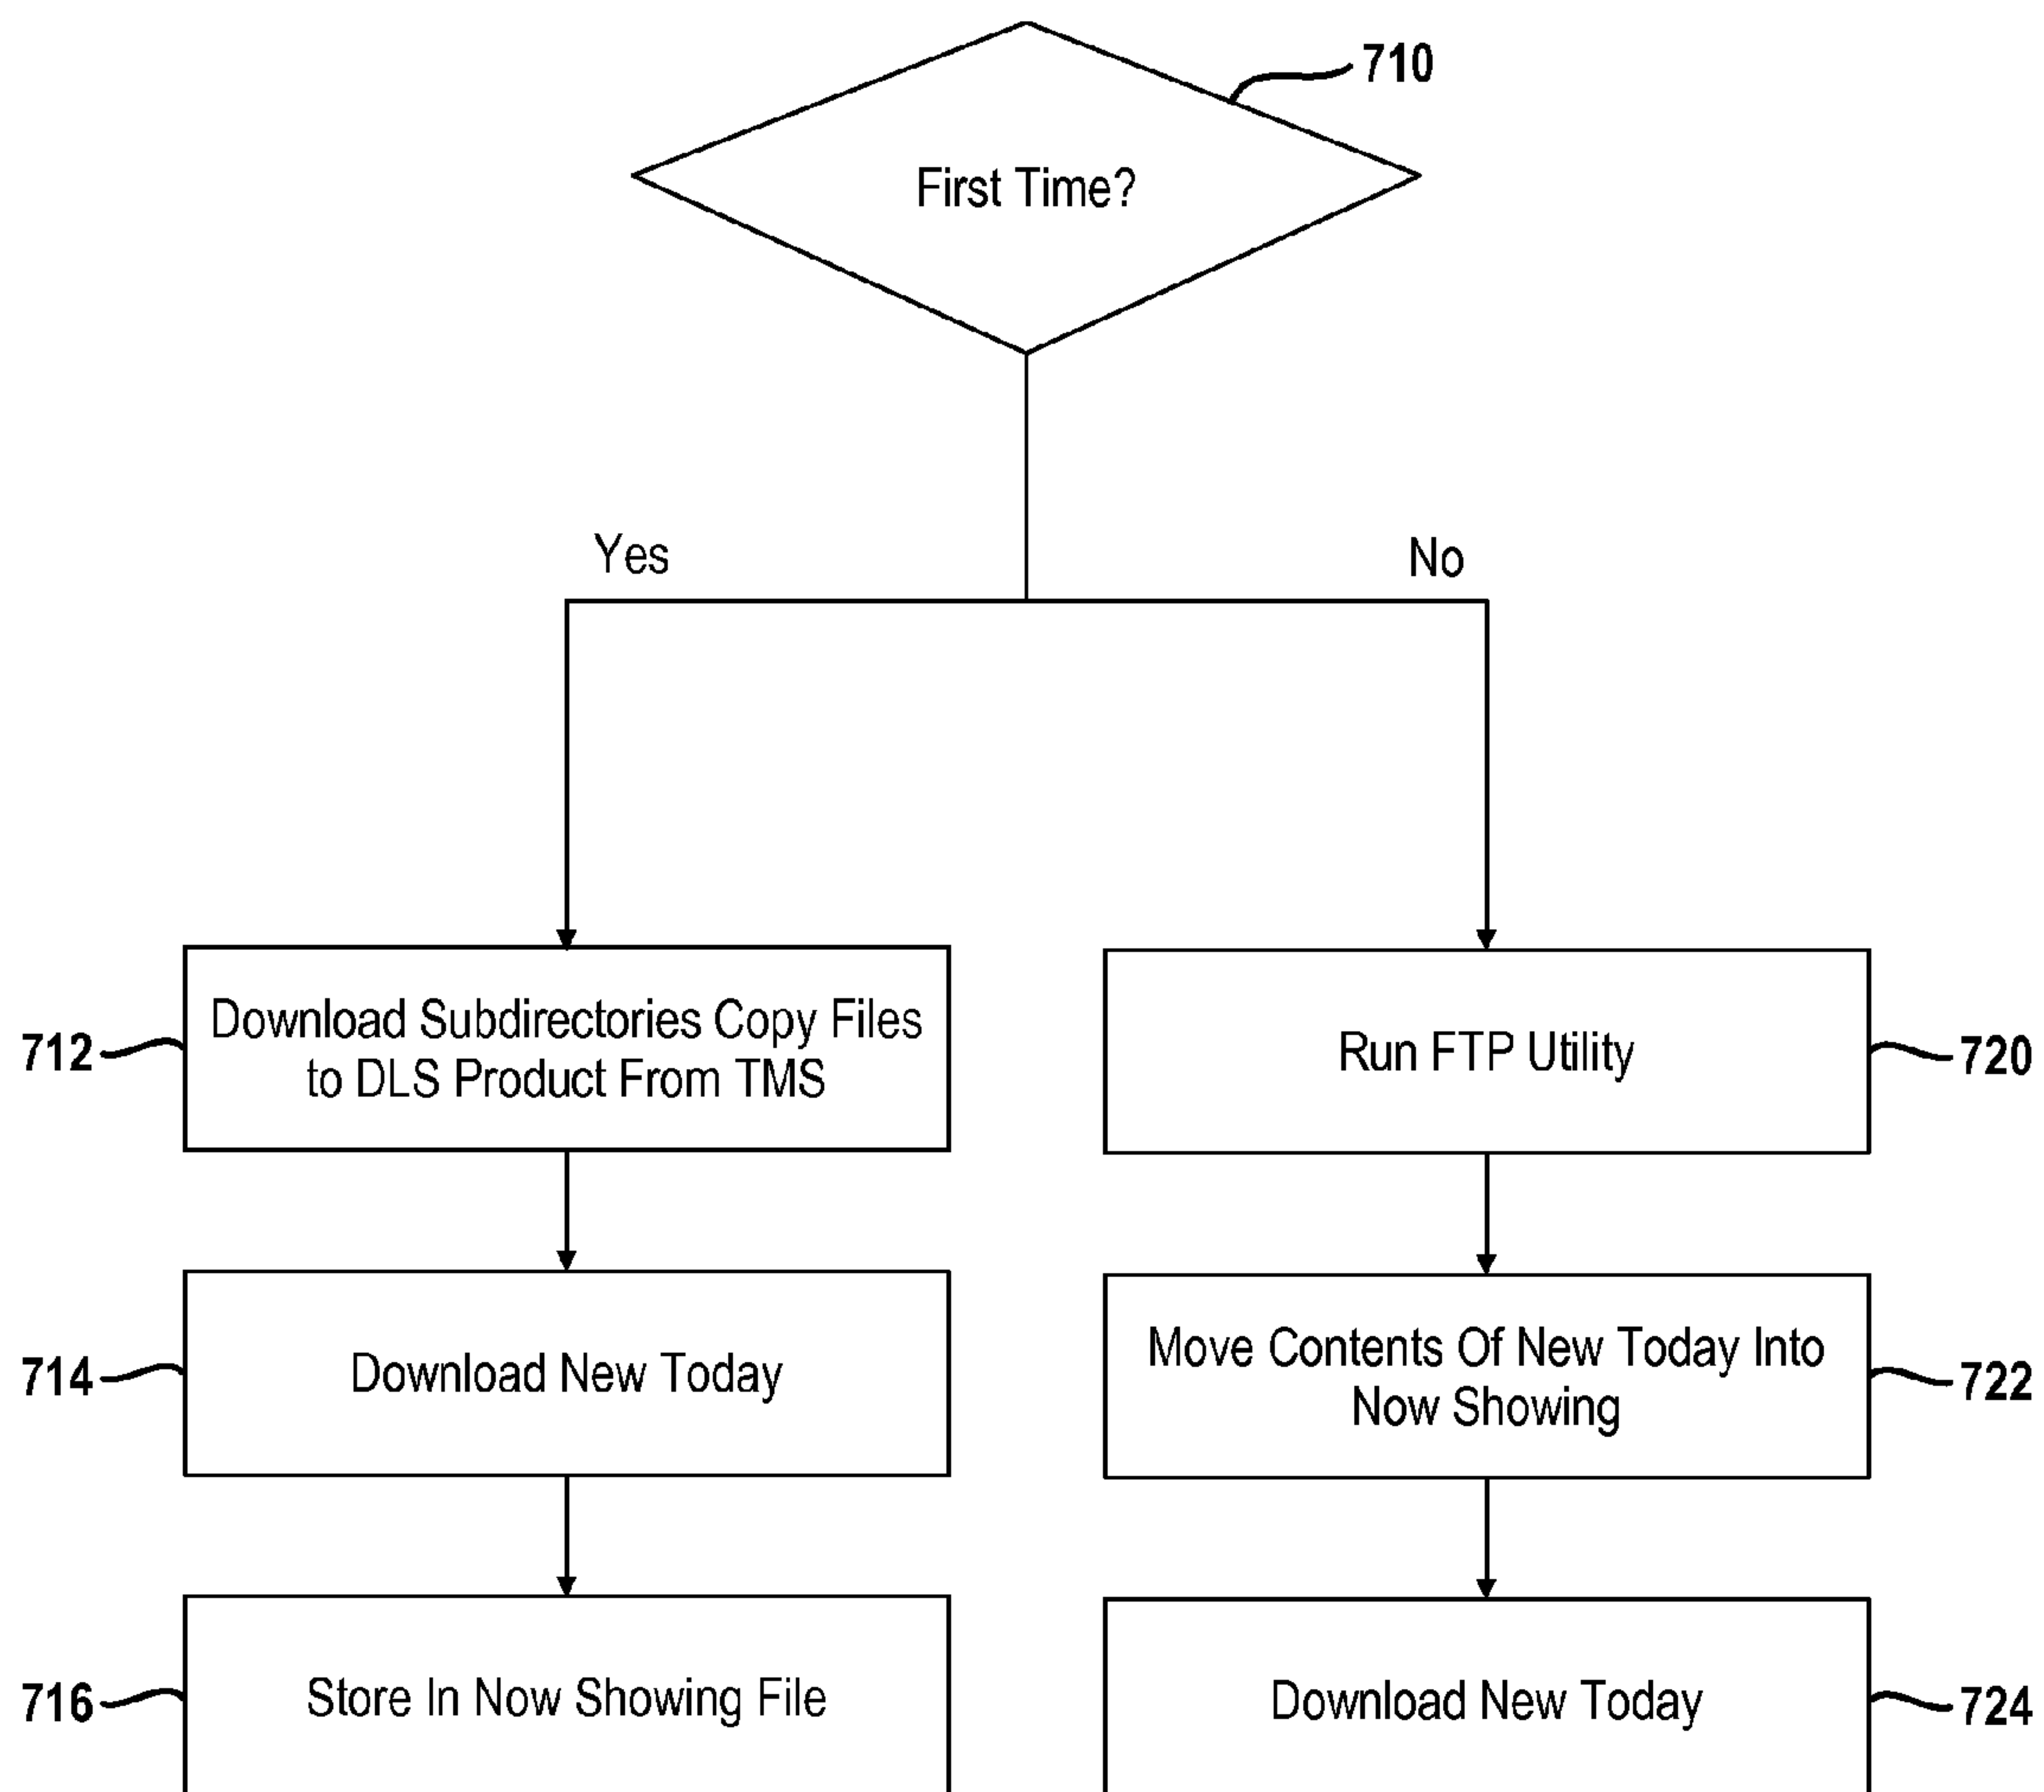 710
First Time?
Yes
No
Download Subdirectories Copy Files
to DLS Product From TMS
712
Run FTP Utility
720
Download New Today
714
Move Contents Of New Today Into
Now Showing
722
Store In Now Showing File
716
Download New Today
724